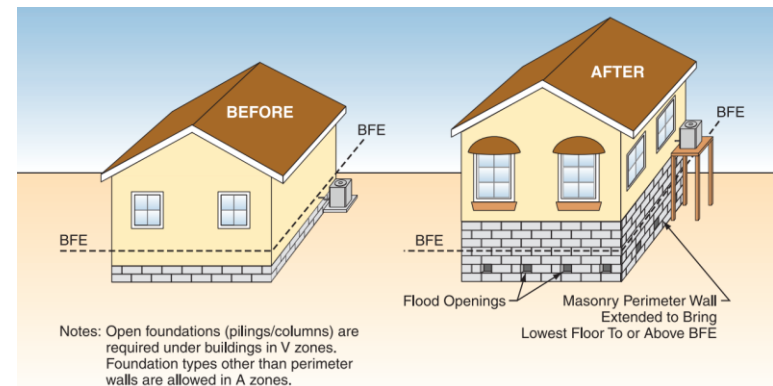 BEFORE
BFE
BFE
AFTER
BFE
BFE
Flood Openings
Masonry Perimeter Wall
Extended to Bring
Lowest Floor To or Above BFE
Notes: Open foundations (pilings/columns) are
required under buildings in V zones.
Foundation types other than perimeter
walls are allowed in A zones.